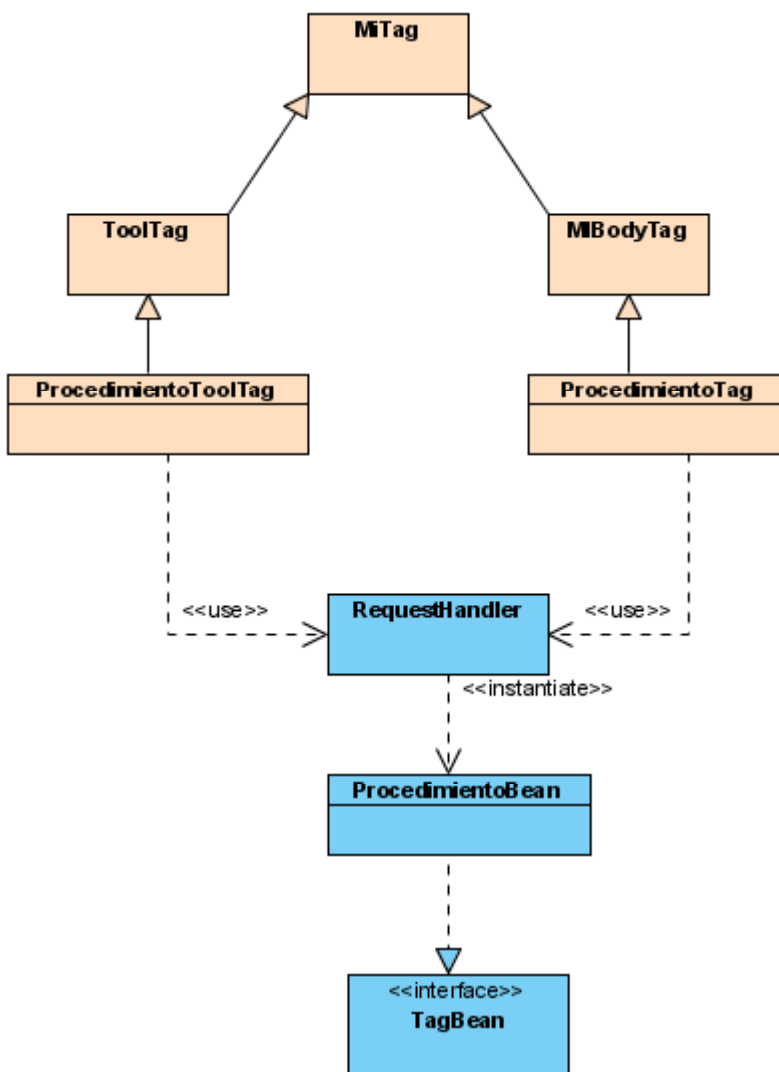 MiTag
ToolTag
MIBodyTag
ProcedimientoToolTag
ProcedimientoTag
<<use>>
RequestHandler
<<use>>
<<instantiate>>
ProcedimientoBean
<<interface>>
TagBean